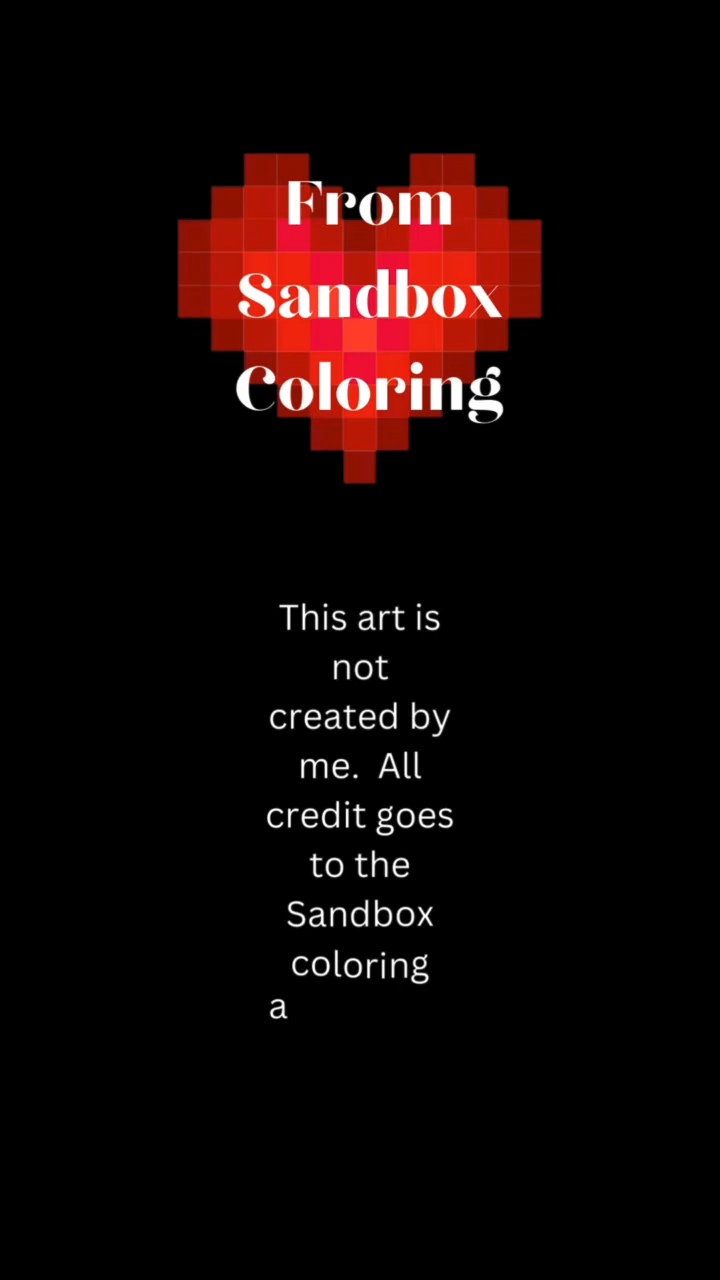 From
Sandbox
Coloring
This art is
not
created by
me.  All
credit goes
to the
Sandbox
coloring
a